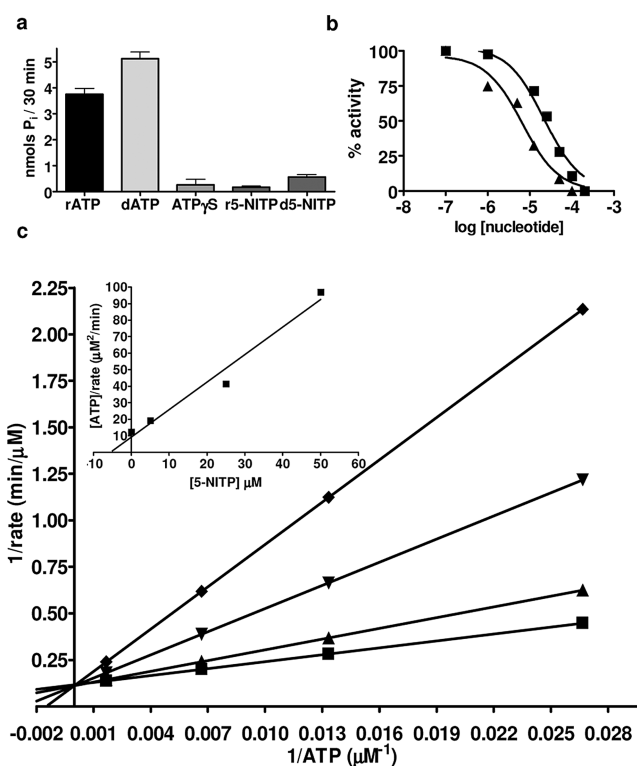 a
nmols Pi / 30 min
5
4
3
2
1
0
rATP dATP ATPγS r5-NITP d5-NITP
b
% activity
100
75
50
25
0
-8 -7 -6 -5 -4 -3
log [nucleotide]
c
1/rate (min/μM)
2.25
2.00
1.75
1.25
1.00
0.75
0.50
0.25
-0.002 0.001 0.004 0.007 0.010 0.013 0.016 0.019 0.022 0.025 0.028
1/ATP (μM-1)
[ATP]/rate (μM2/min)
100
90
80
70
60
50
40
30
20
10
-10 0 10 20 30 40 50 60
[5-NITP] μM